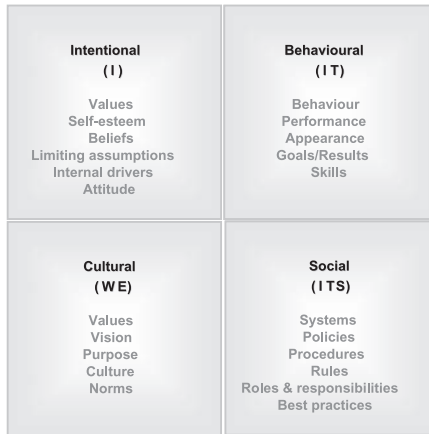 Intentional
(I)
Values
Self-esteem
Beliefs
Limiting assumptions
Internal drivers
Attitude
Behavioural
(IT)
Behaviour
Performance
Appearance
Goals/Results
Skills
Cultural
(WE)
Values
Vision
Purpose
Culture
Norms
Social
(ITS)
Systems
Policies
Procedures
Rules
Roles & responsibilities
Best practices